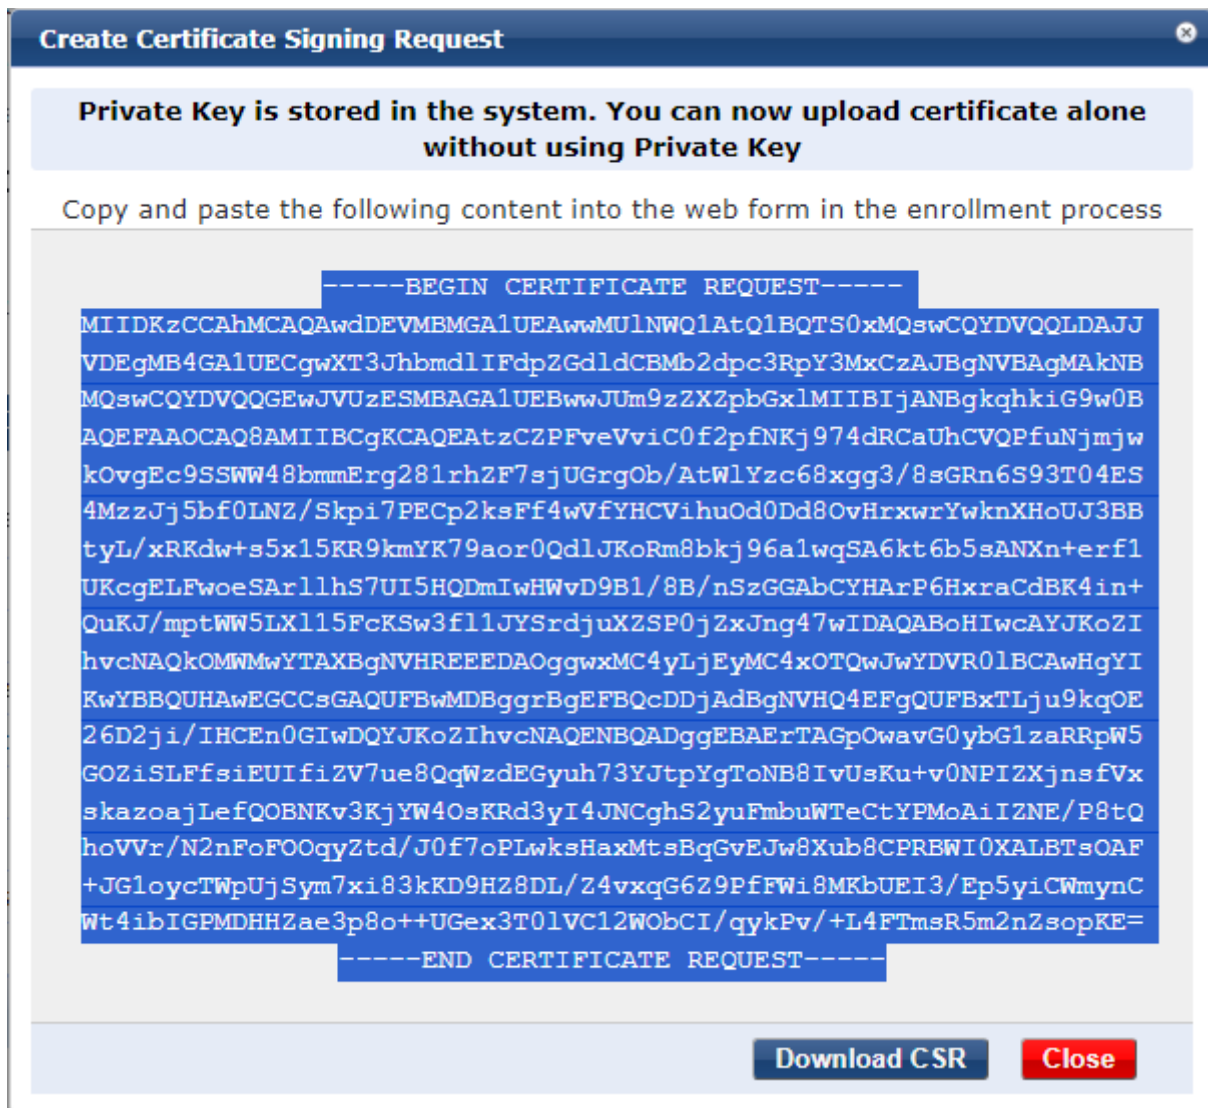 Create Certificate Signing Request
Private Key is stored in the system. You can now upload certificate alone
without using Private Key
Copy and paste the following content into the web form in the enrollment process
-----BEGIN CERTIFICATE REQUEST-----
MIIDKzCCAhMCAQAwdDEVMBMGA1UEAwwMUlNWQ1AtQ1BQTS0xMQswCQYDVQQLDAJJ
VDEgMB4GA1UECgwXT3JhbmdlIFdpZGdldCBMb2dpc3RpY3MxCzAJBgNVBAgMAkNB
MQswCQYDVQQGEwJVUzESMBAGA1UEBwwJUm9zZXZpbGxlMIIBIjANBgkqhkiG9w0B
AQEFAAOCAQ8AMIIBCgKCAQEAtzCZPFveVviC0f2pfNKj974dRCaUhCVQPfuNjmjw
kOvgEc9SSWW48bmmErg281rhZF7sjUGrgOb/AtWlYzc68xgg3/8sGRn6S93T04ES
4MzzJj5bf0LNZ/Skpi7PECp2ksFf4wVfYHCVihuOd0Dd8OvHrxwrYwknXHoUJ3BB
tyL/xRKdw+s5x15KR9kmYK79aor0QdlJKoRm8bkj96a1wqSA6kt6b5sANXn+erf1
UKcgELFwoeSArllhS7UI5HQDmIwHWvD9B1/8B/nSzGGAbCYHArP6HxraCdBK4in+
QuKJ/mptWW5LXl15FcKSw3fl1JYSrdjuXZSP0jZxJng47wIDAQABoHIwcAYJKoZI
hvcNAQkOMWMwYTAXBgNVHREEEDAOggwxMC4yLjEyMC4xOTQwJwYDVR0lBCAwHgYI
KwYBBQUHAwEGCCsGAQUFBwMDBggrBgEFBQcDDjAdBgNVHQ4EFgQUFBxTLju9kqOE
26D2ji/IHCEn0GIwDQYJKoZIhvcNAQENBQADggEBAErTAGpOwavG0ybG1zaRRpW5
GOZiSLFfsiEUIfiZV7ue8QqWzdEGyuh73YJtpYgToNB8IvUsKu+v0NPIZXjnsfVx
skazoajLefQOBNKv3KjYW4OsKRd3yI4JNCghS2yuFmbuWTeCtYPMoAiIZNE/P8tQ
hoVVr/N2nFoFOOqyZtd/J0f7oPLwksHaxMtsBqGvEJw8Xub8CPRBWI0XALBTsOAF
+JG1oycTWpUjSym7xi83kKD9HZ8DL/Z4vxqG6Z9PfFWi8MKbUEI3/Ep5yiCWmynC
Wt4ibIGPMDHHZae3p8o++UGex3T0lVC12WObCI/qykPv/+L4FTmsR5m2nZsopKE=
-----END CERTIFICATE REQUEST-----
Download CSR
Close